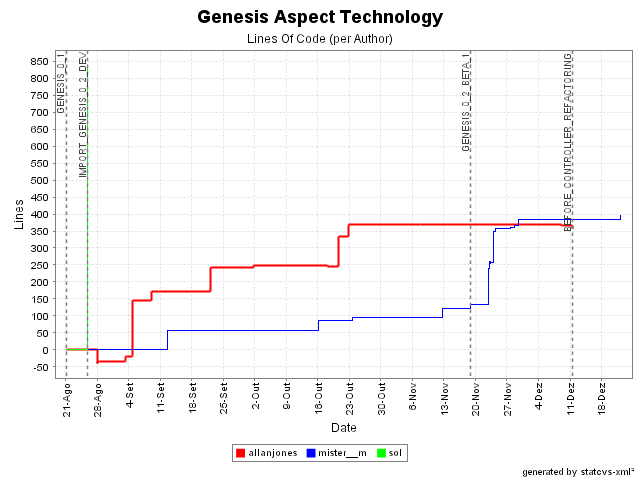 Genesis Aspect Technology
Lines Of Code (per Author)
Lines
850
800
750
700
650
600
550
500
450
400
350
300
250
200
150
100
50
0
-50
GENESIS_0_1
IMPORT_GENESIS_0_2_DEV
GENESIS_0_2_BETA_1
BEFORE_CONTROLLER_REFACTORING
21-Ago
28-Ago
4-Set
11-Set
18-Set
25-Set
2-Out
9-Out
16-Out
23-Out
30-Out
6-Nov
13-Nov
20-Nov
27-Nov
4-Dez
11-Dez
18-Dez
Date
allanjones mister__m sol
generated by statcvs-xml²